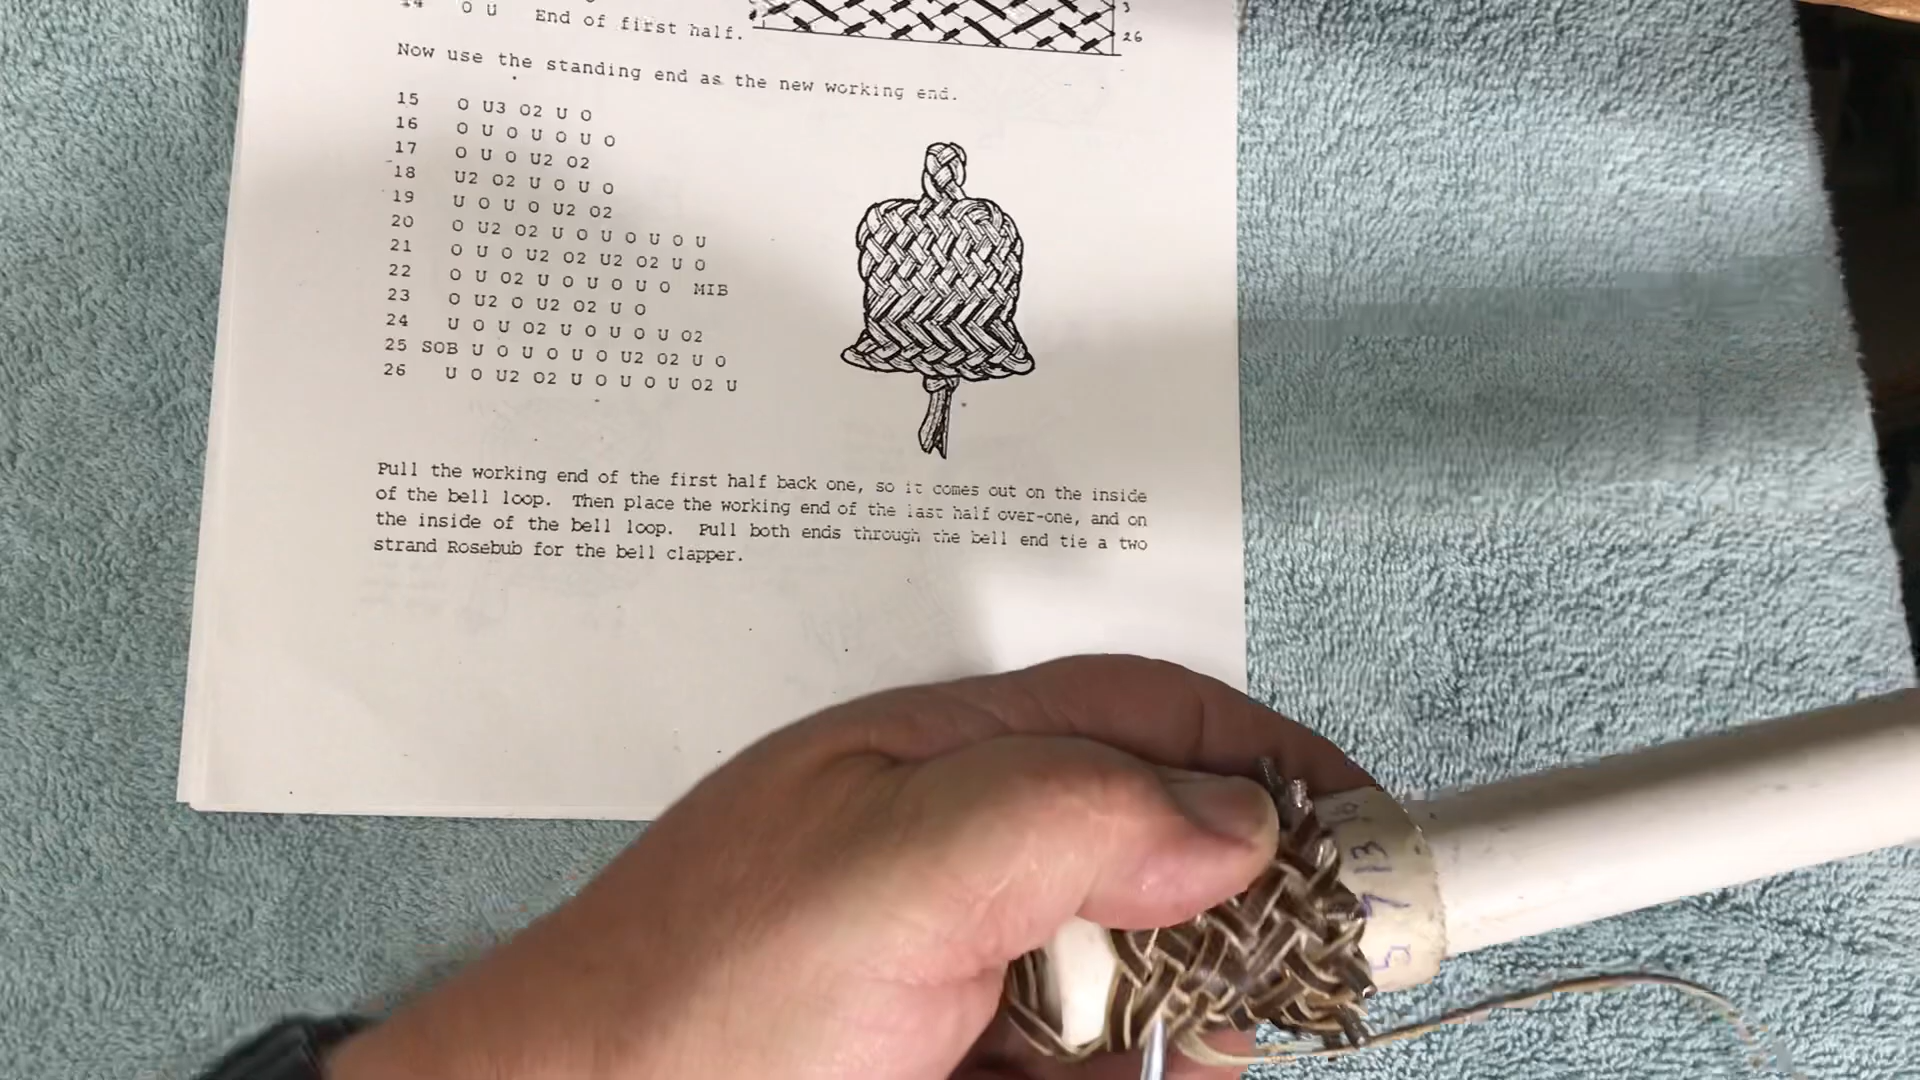 14 O U End of first half.
3
26
Now use the standing end as the new working end.
15 O U3 O2 U O
16 O U O U O U O
17 O U O U2 O2
18 U2 O2 U O U O
19 U O U O U2 O2
20 O U2 O2 U O U O U O U
21 O U O U2 O2 U2 O2 U O
22 O U O2 U O U O U O MIB
23 O U2 O U2 O2 U O
24 U O U O2 U O U O U O2
25 SOB U O U O U O U2 O2 U O
26 U O U2 O2 U O U O U O2 U
Pull the working end of the first half back one, so it comes out on the inside
of the bell loop. Then place the working end of the last half over-one, and on
the inside of the bell loop. Pull both ends through the bell end tie a two
strand Rosebub for the bell clapper.
5 7 13